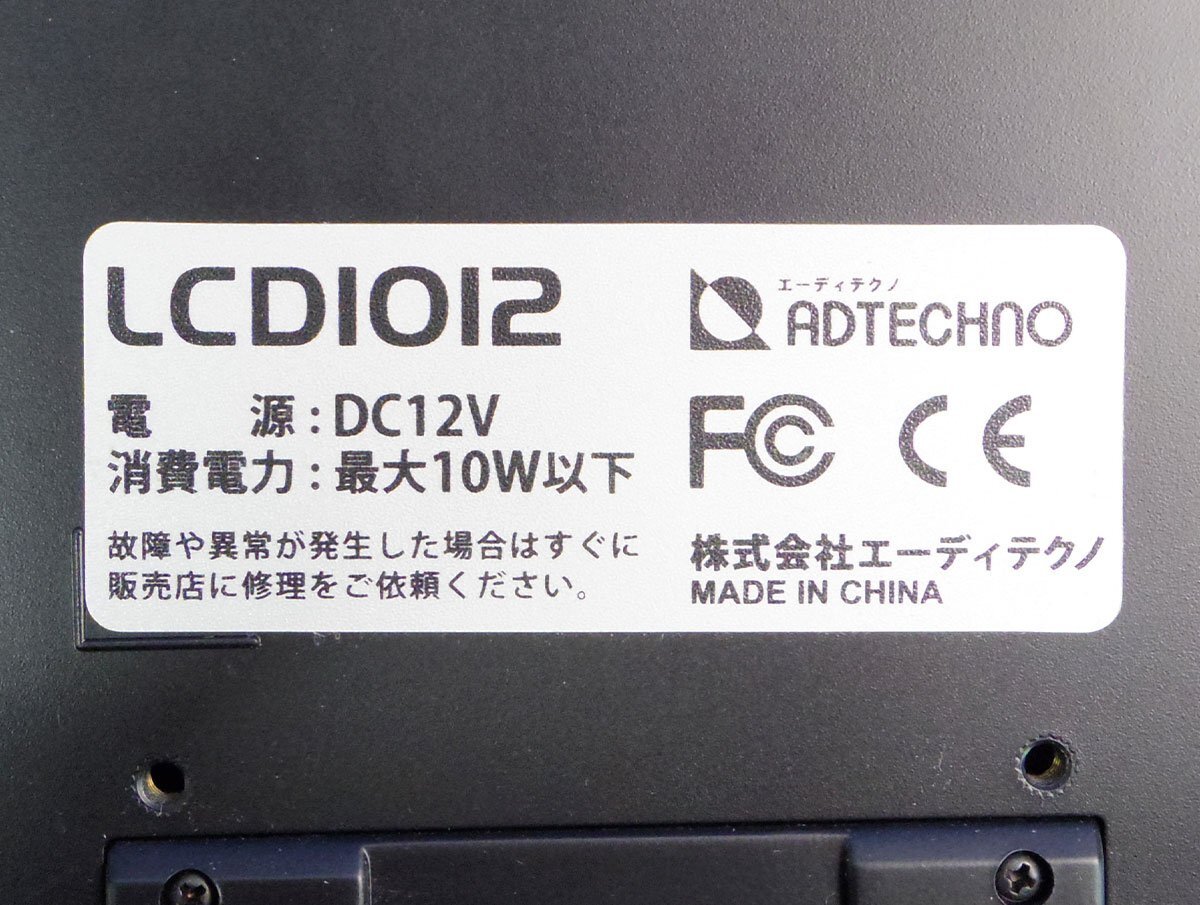 LCD1012
エーディテクノ
ADTECHNO
電　　源：DC12V
消費電力：最大10W以下
FC CE
故障や異常が発生した場合はすぐに
販売店に修理をご依頼ください。
株式会社エーディテクノ
MADE IN CHINA